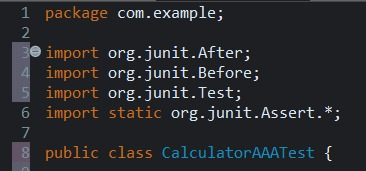 1 package com.example;
2
3 import org.junit.After;
4 import org.junit.Before;
5 import org.junit.Test;
6 import static org.junit.Assert.*;
7
8 public class CalculatorAAATest {